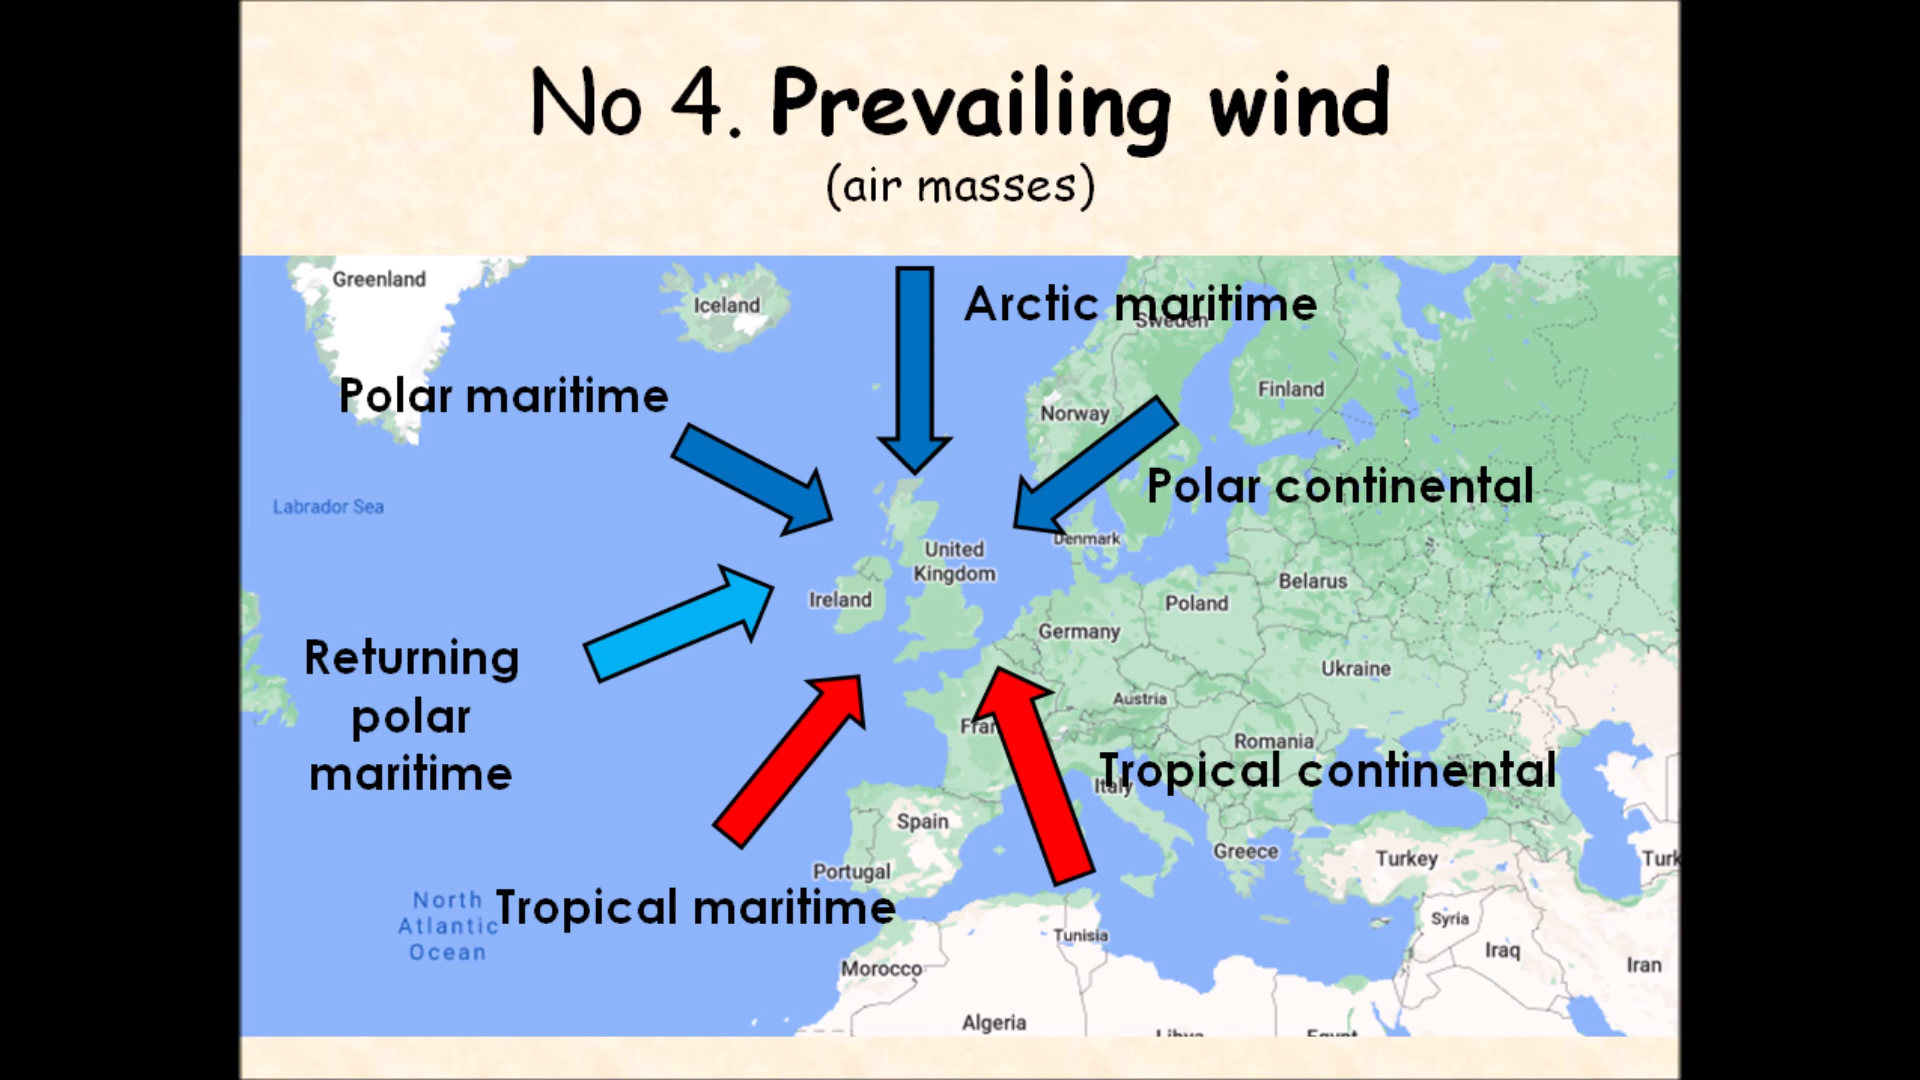 No 4. Prevailing wind
(air masses)
Greenland
Iceland
Arctic maritime
Sweden
Polar maritime
Finland
Norway
Polar continental
Labrador Sea
Denmark
United
Kingdom
Ireland
Belarus
Poland
Germany
Ukraine
Returning
polar
maritime
Austria
Fran
Romania
Tropical continental
Italy
Spain
Greece
Turkey
Turk
Portugal
North
Atlantic
Ocean
Tropical maritime
Syria
Tunisia
Iraq
Iran
Morocco
Algeria
Libya
Egypt